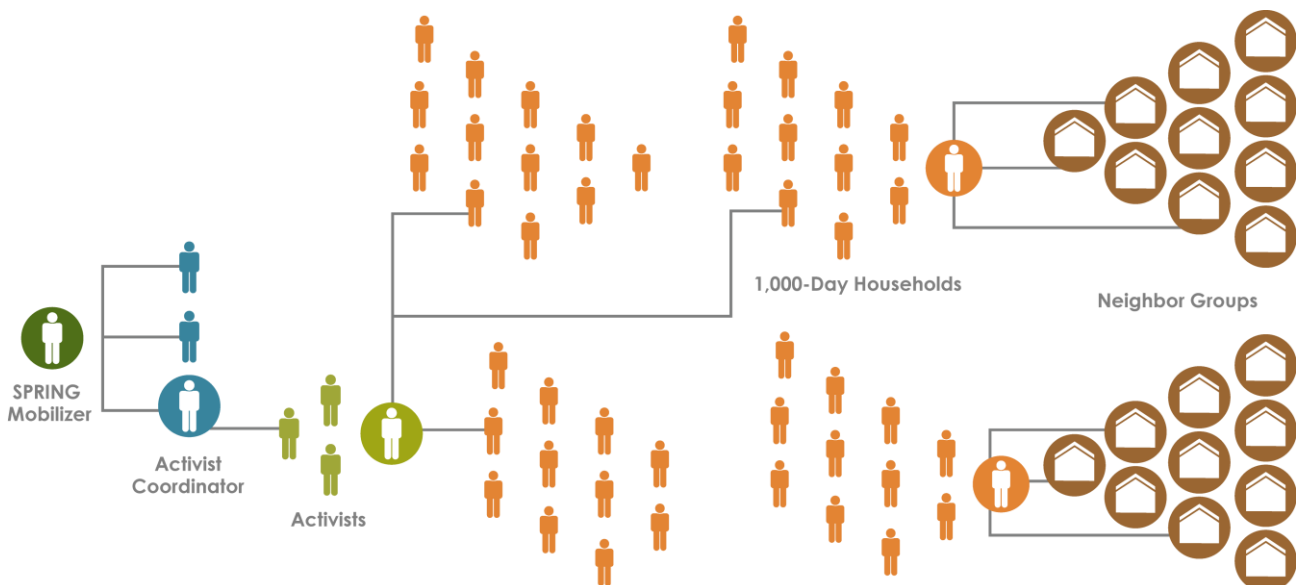 SPRING
Mobilizer
Activist
Coordinator
Activists
1,000-Day Households
Neighbor Groups